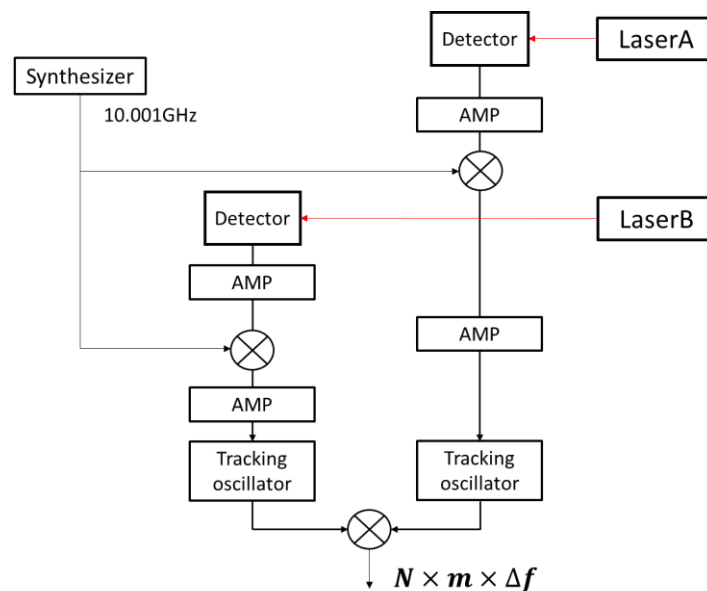 Detector
LaserA
Synthesizer
10.001GHz
AMP
Detector
LaserB
AMP
AMP
AMP
Tracking
oscillator
Tracking
oscillator
N × m × Δf